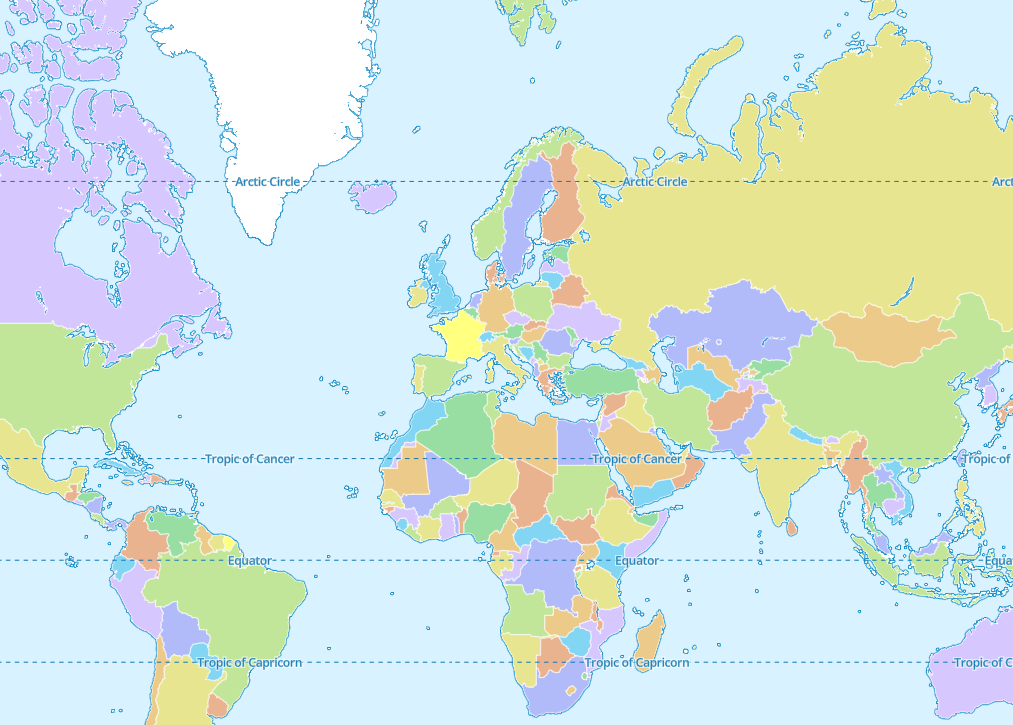 Arctic Circle
Arctic Circle
Arct
Tropic of Cancer
Tropic of Cancer
Tropic of
Equator
Equator
Equa
Tropic of Capricorn
Tropic of Capricorn
Tropic of C